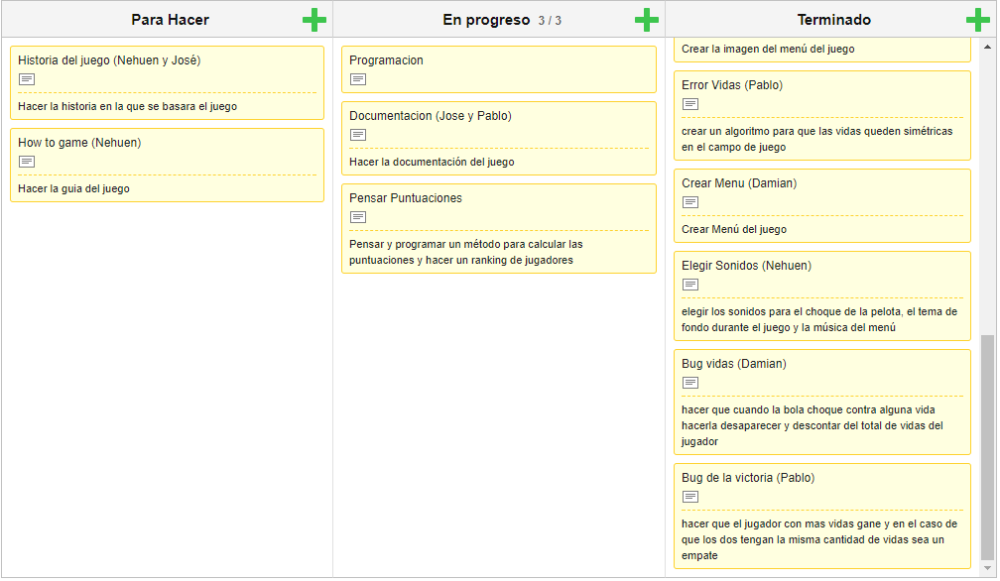 Para Hacer
Historia del juego (Nehuen y José)
Hacer la historia en la que se basara el juego
How to game (Nehuen)
Hacer la guia del juego
En progreso 3 / 3
Programacion
Documentacion (Jose y Pablo)
Hacer la documentación del juego
Pensar Puntuaciones
Pensar y programar un método para calcular las
puntuaciones y hacer un ranking de jugadores
Terminado
Crear la imagen del menú del juego
Error Vidas (Pablo)
crear un algoritmo para que las vidas queden simétricas
en el campo de juego
Crear Menu (Damian)
Crear Menú del juego
Elegir Sonidos (Nehuen)
elegir los sonidos para el choque de la pelota, el tema de
fondo durante el juego y la música del menú
Bug vidas (Damian)
hacer que cuando la bola choque contra alguna vida
hacerla desaparecer y descontar del total de vidas del
jugador
Bug de la victoria (Pablo)
hacer que el jugador con mas vidas gane y en el caso de
que los dos tengan la misma cantidad de vidas sea un
empate